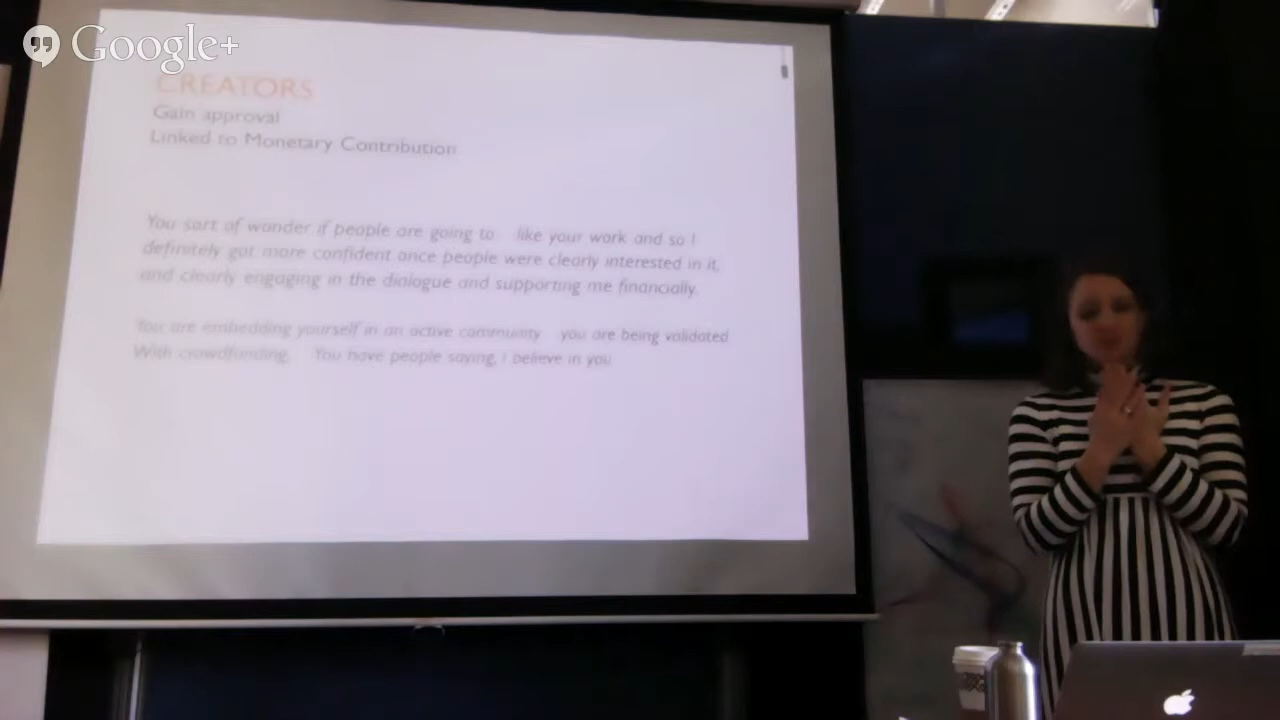 Google+
CREATORS
Gain approval
Linked to Monetary Contribution
You sort of wonder if people are going to like your work and so I
definitely got more confident once people were clearly interested in it,
and clearly engaging in the dialogue and supporting me financially.
You are embedding yourself in an active community you are being validated
With crowdfunding. You have people saying, I believe in you